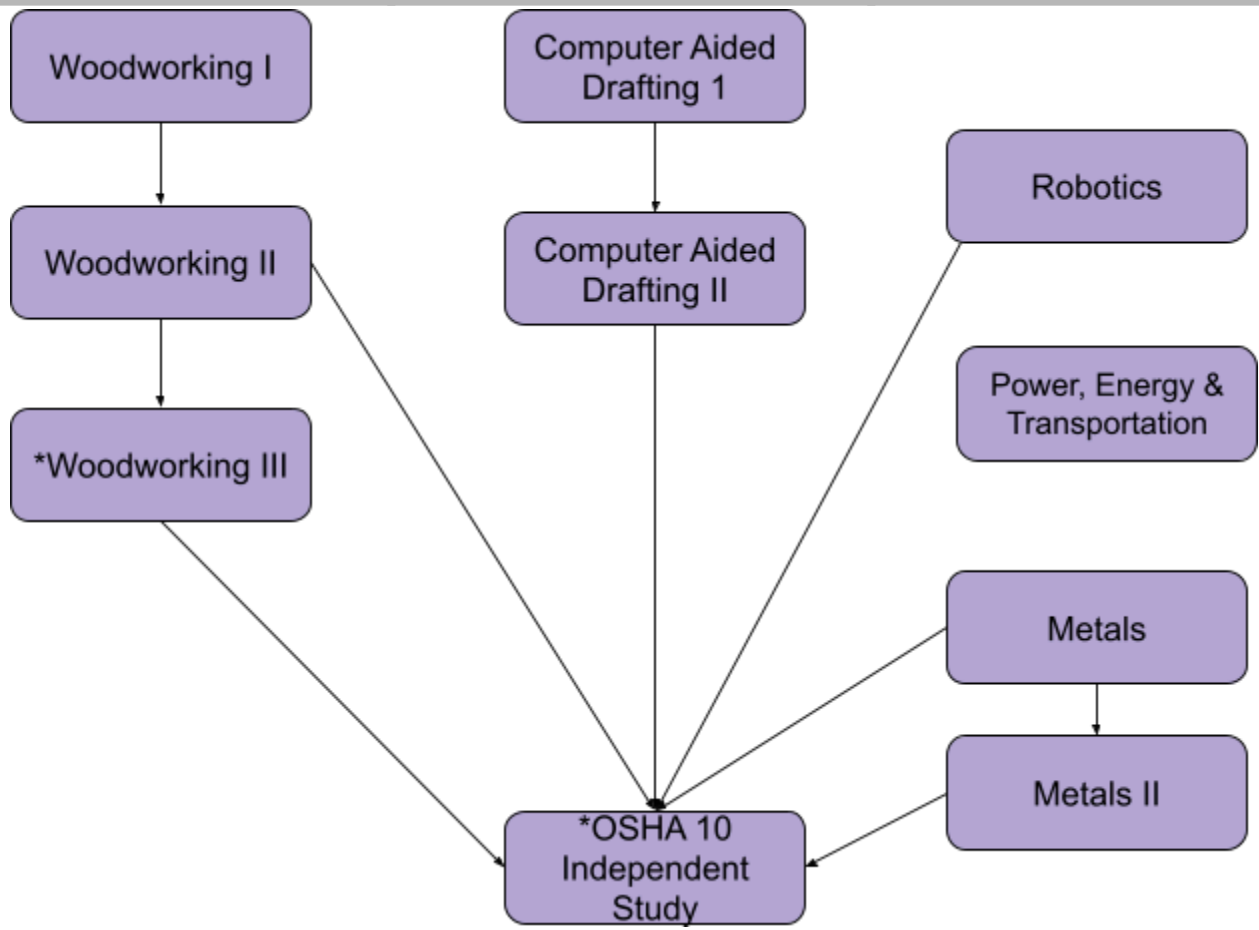 Woodworking I
Computer Aided
Drafting 1
Robotics
Woodworking II
Computer Aided
Drafting II
Power, Energy &
Transportation
*Woodworking III
Metals
Metals II
*OSHA 10
Independent
Study